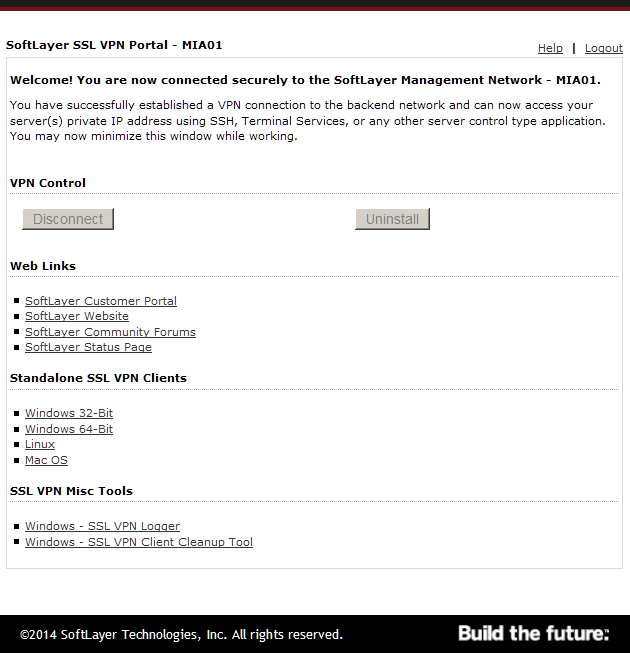 SoftLayer SSL VPN Portal - MIA01
Help | Logout
Welcome! You are now connected securely to the SoftLayer Management Network - MIA01.
You have successfully established a VPN connection to the backend network and can now access your
server(s) private IP address using SSH, Terminal Services, or any other server control type application.
You may now minimize this window while working.
VPN Control
Disconnect
Uninstall
Web Links
SoftLayer Customer Portal
SoftLayer Website
SoftLayer Community Forums
SoftLayer Status Page
Standalone SSL VPN Clients
Windows 32-Bit
Windows 64-Bit
Linux
Mac OS
SSL VPN Misc Tools
Windows - SSL VPN Logger
Windows - SSL VPN Client Cleanup Tool
©2014 SoftLayer Technologies, Inc. All rights reserved.
Build the future: